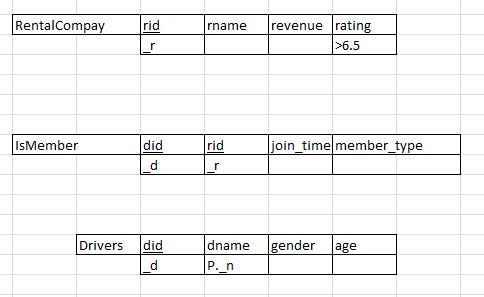 RentalCompay rid rname revenue rating
_r >6.5
IsMember did rid join_time member_type
_d _r
Drivers did dname gender age
_d P._n